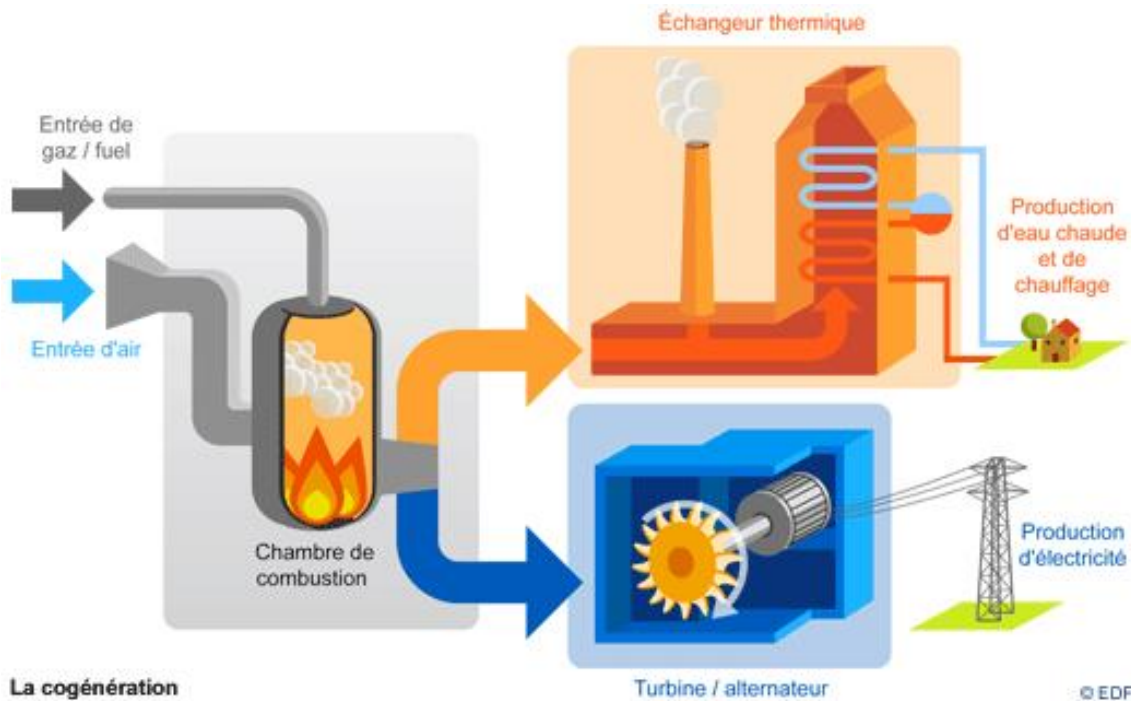 Échangeur thermique
Entrée de
gaz / fuel
Entrée d'air
Chambre de
combustion
Production
d'eau chaude
et de
chauffage
Production
d'électricité
Turbine / alternateur
La cogénération
© EDF